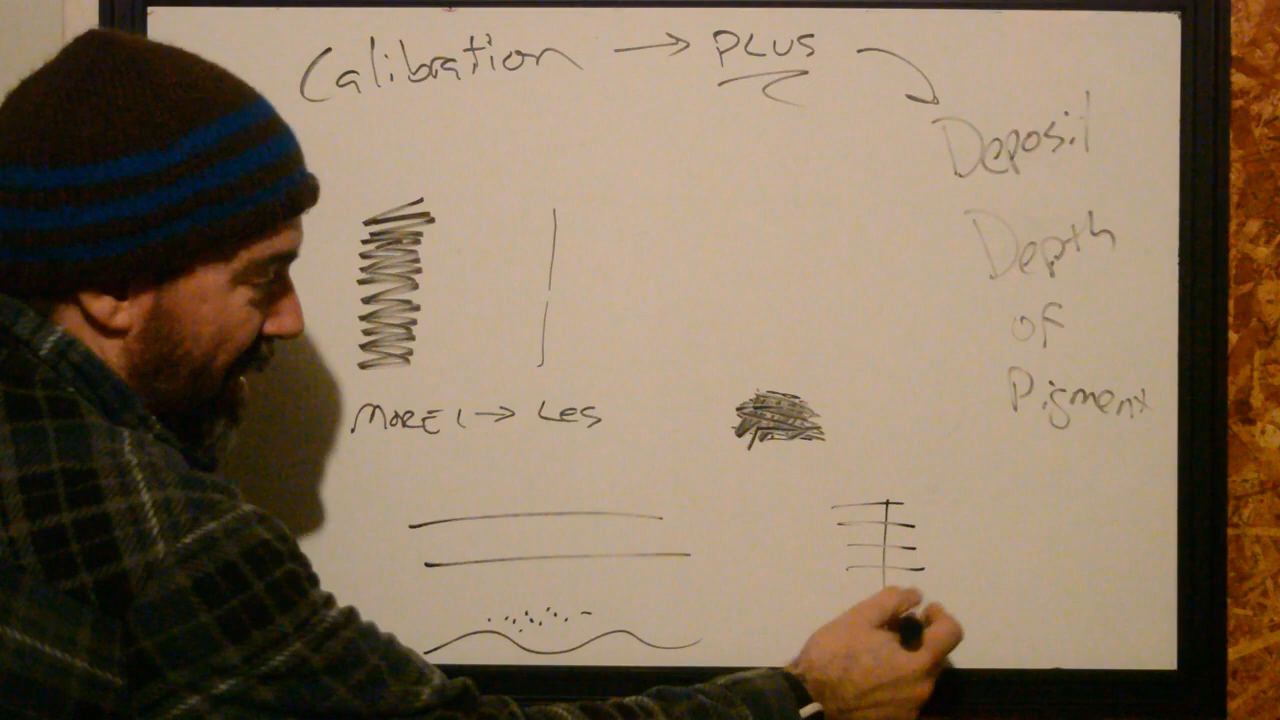 Calibration → PLUS
Deposit
Depth
of
Pigment
MORE ( → LES